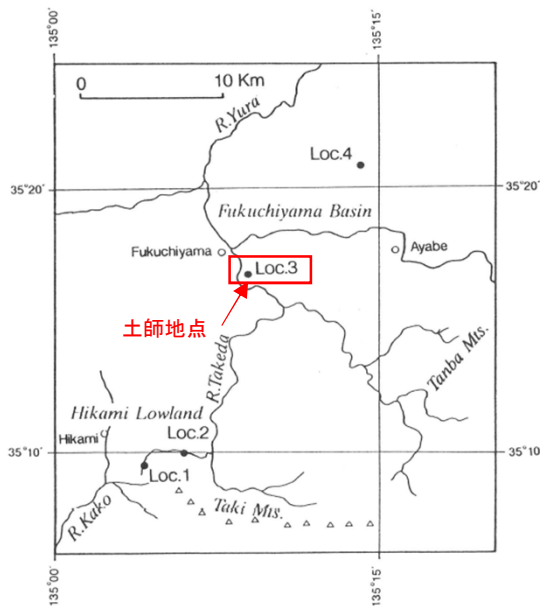 135°00′
135°15′
0
10 Km
R.Yura
Loc.4
35°20′
35°20′
Fukuchiyama Basin
Fukuchiyama
Ayabe
Loc.3
土師地点
R.Takeda
Tanba Mts.
Hikami Lowland
Hikami
Loc.2
35°10′
35°10
Loc.1
Taki Mts.
R.Kako
135°00′
135°15′